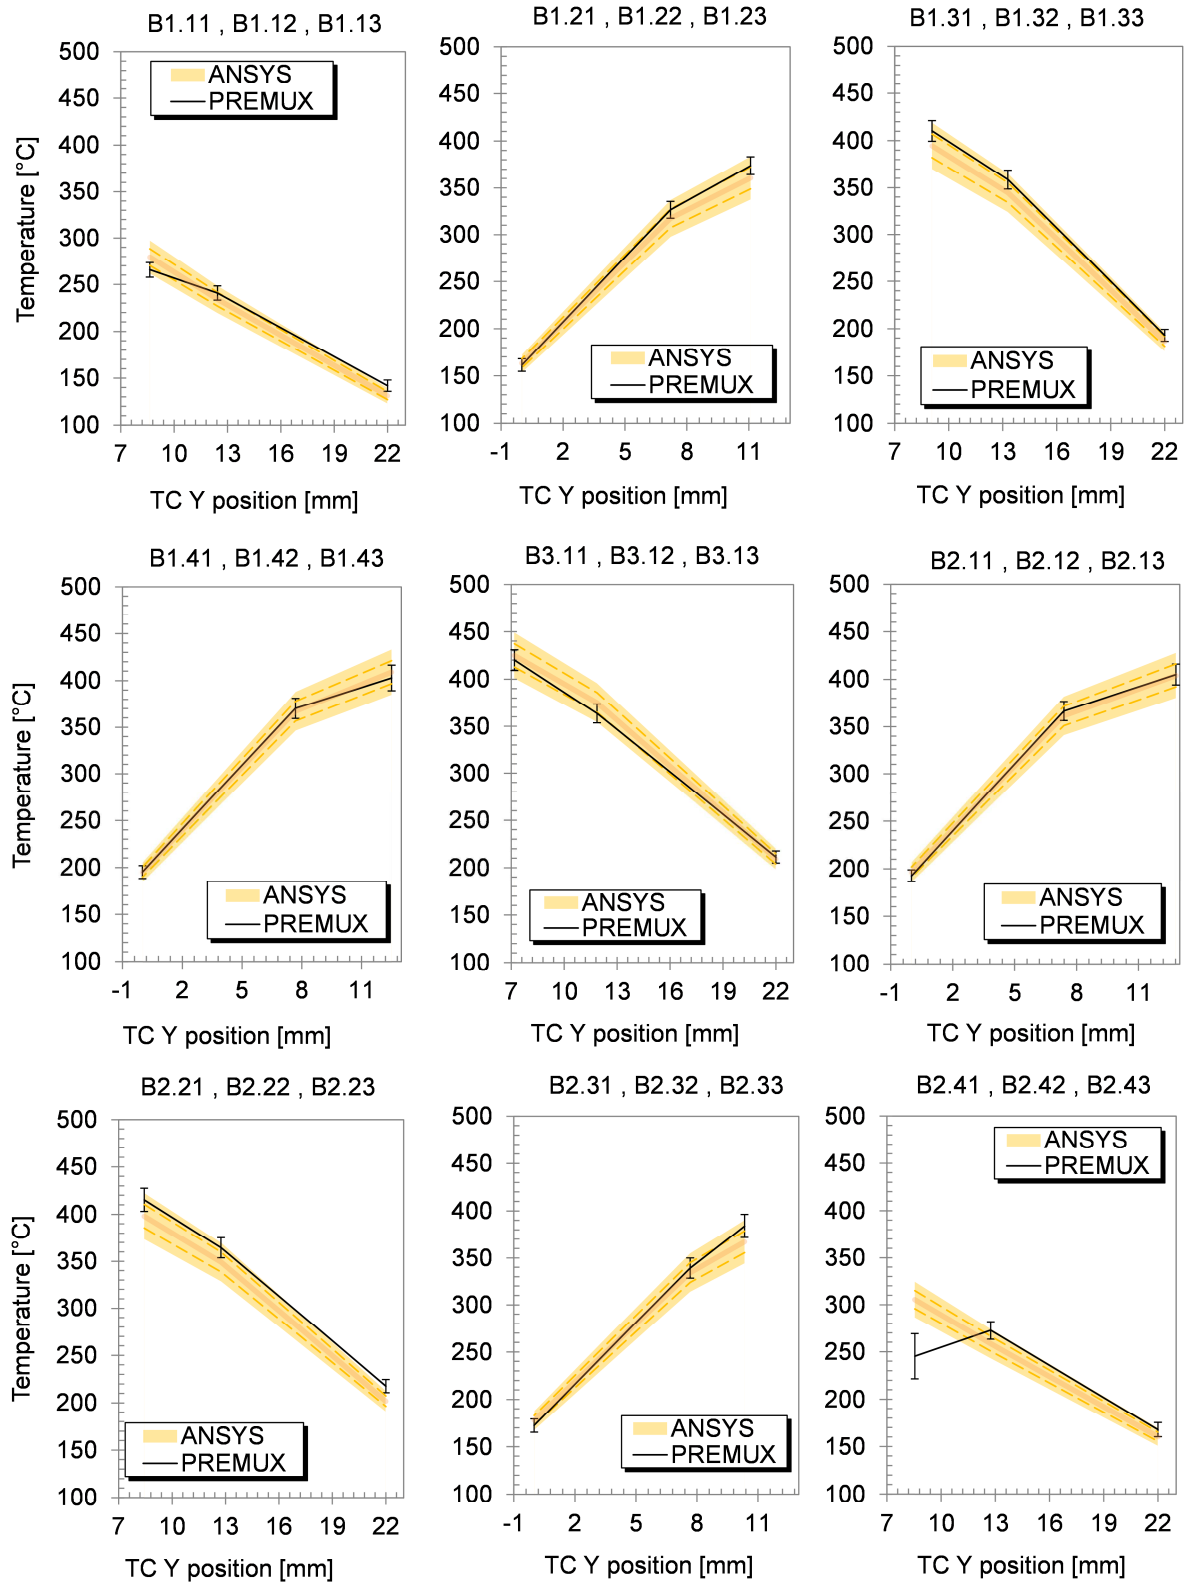 B1.11 , B1.12 , B1.13
500
450
400
350
300
250
200
150
100
7 10 13 16 19 22
Temperature [°C]
TC Y position [mm]
ANSYS
PREMUX
B1.21 , B1.22 , B1.23
500
450
400
350
300
250
200
150
100
-1 2 5 8 11
TC Y position [mm]
ANSYS
PREMUX
B1.31 , B1.32 , B1.33
500
450
400
350
300
250
200
150
100
7 10 13 16 19 22
TC Y position [mm]
ANSYS
PREMUX
B1.41 , B1.42 , B1.43
500
450
400
350
300
250
200
150
100
-1 2 5 8 11
Temperature [°C]
TC Y position [mm]
ANSYS
PREMUX
B3.11 , B3.12 , B3.13
500
450
400
350
300
250
200
150
100
7 10 13 16 19 22
TC Y position [mm]
ANSYS
PREMUX
B2.11 , B2.12 , B2.13
500
450
400
350
300
250
200
150
100
-1 2 5 8 11
TC Y position [mm]
ANSYS
PREMUX
B2.21 , B2.22 , B2.23
500
450
400
350
300
250
200
150
100
7 10 13 16 19 22
Temperature [°C]
TC Y position [mm]
ANSYS
PREMUX
B2.31 , B2.32 , B2.33
500
450
400
350
300
250
200
150
100
-1 2 5 8 11
TC Y position [mm]
ANSYS
PREMUX
B2.41 , B2.42 , B2.43
500
450
400
350
300
250
200
150
100
7 10 13 16 19 22
TC Y position [mm]
ANSYS
PREMUX